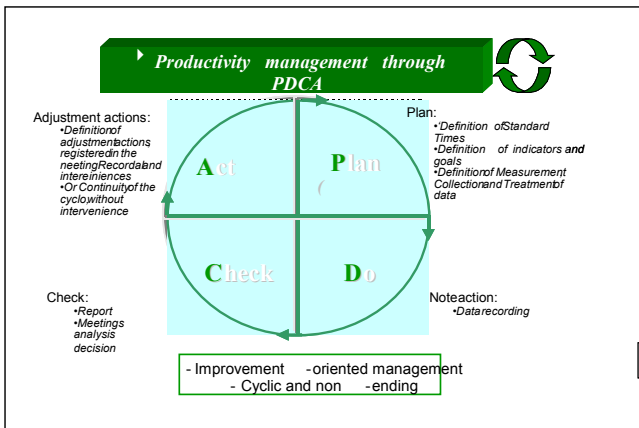 Productivity management through
PDCA
Adjustment actions:
•Definitionof
adjustmentactions,
registeredin the
neetingRecordaland
intereiniences
•Or Continuityof the
cyclo,without
intervenience
Act
Plan
(
Plan:
•'Definition ofStandard
Times
•Definition of indicators and
goals
•Definitionof Measurement
Collectionand Treatmentof
data
Check
Do
Check:
•Report
•Meetings
analysis
decision
Noteaction:
•Datarecording
- Improvement -oriented management
- Cyclic and non -ending